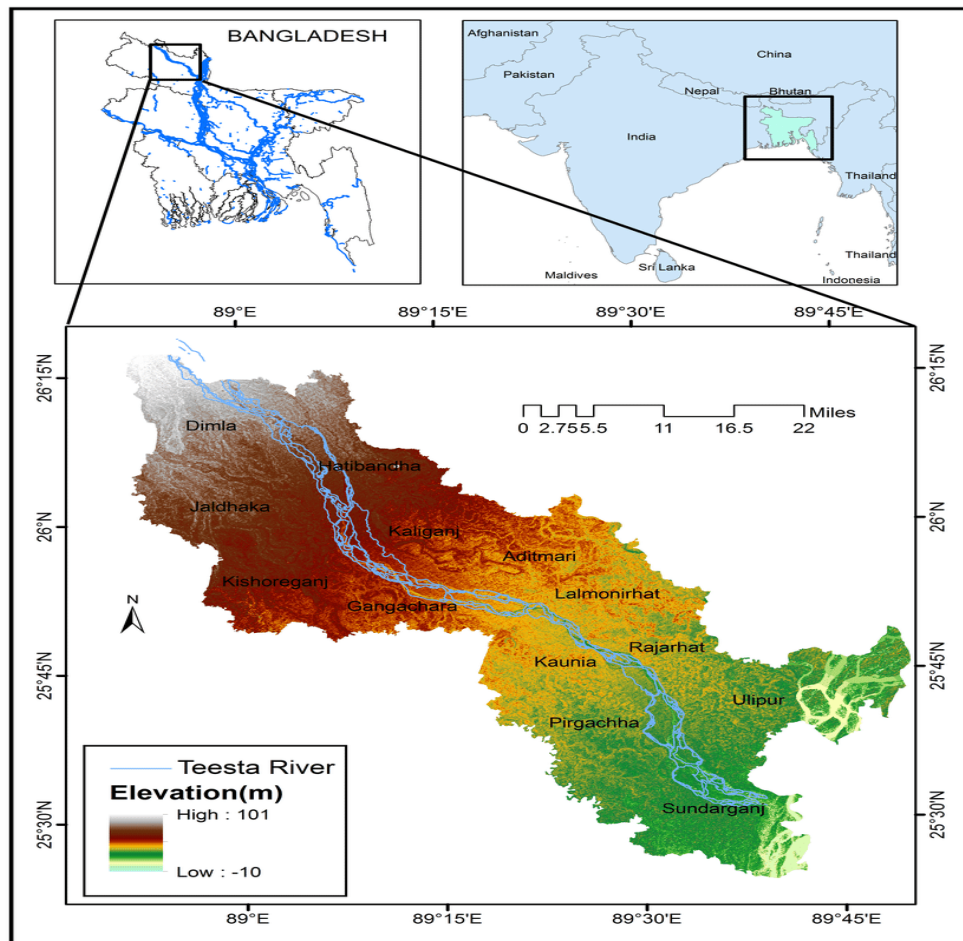 BANGLADESH
Afghanistan
China
Pakistan
Nepal
Bhutan
India
Thailand
Thailand
Sri Lanka
Maldives
Indonesia
89°E
89°15'E
89°30'E
89°45'E
26°15'N
26°15'N
Miles
0
2.75
5.5
11
16.5
22
Dimla
Hatibandha
Jaldhaka
26°N
26°N
Kaliganj
Aditmari
Kishoreganj
Lalmonirhat
Gangachara
N
Rajarhat
Kaunia
25°45'N
25°45'N
Ulipur
Pirgachha
Teesta River
Elevation(m)
High : 101
Low : -10
Sundarganj
25°30'N
25°30'N
89°E
89°15'E
89°30'E
89°45'E